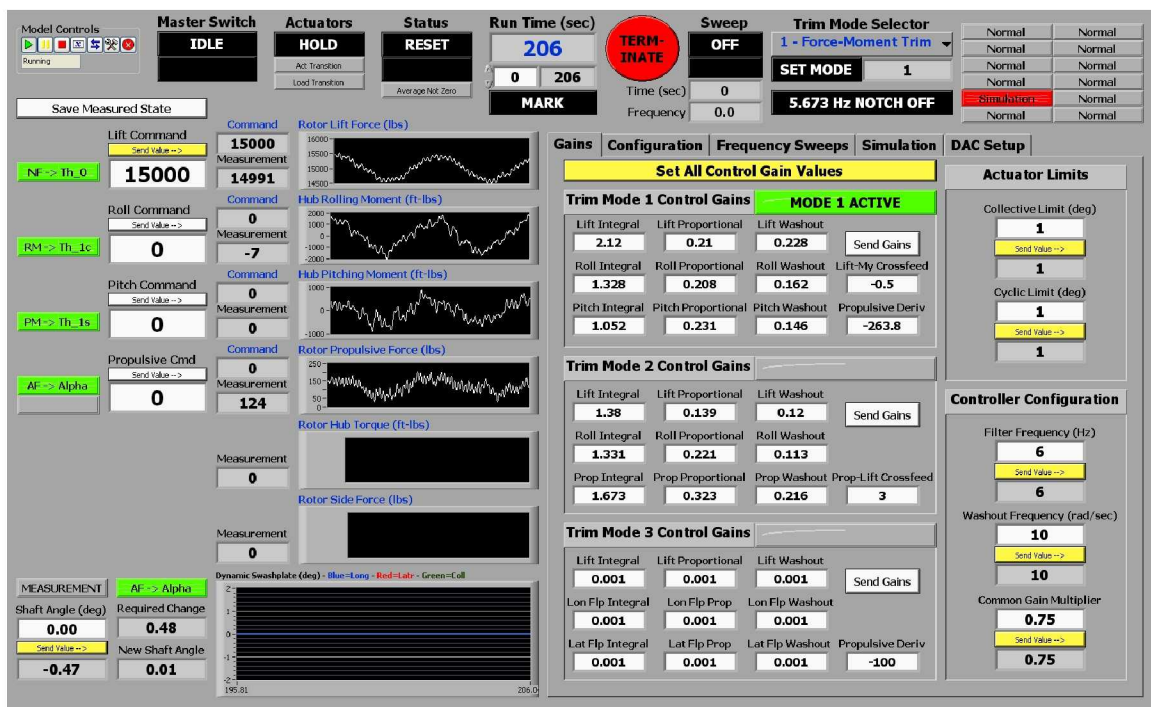 Model Controls
Running
Master Switch
IDLE
Actuators
HOLD
Act Transition
Load Transition
Status
RESET
Average Not Zero
Run Time (sec)
206
0 206
MARK
TERM-
INATE
Sweep
OFF
Time (sec) 0
Frequency 0.0
Trim Mode Selector
1 - Force-Moment Trim
SET MODE 1
5.673 Hz NOTCH OFF
Normal Normal
Normal Normal
Normal Normal
Normal Normal
Normal Normal
Simulation Normal
Normal Normal
Save Measured State
Lift Command
Send Value -->
NF -> Th_0
15000
Command
15000
Measurement
14991
Rotor Lift Force (lbs)
16000
15500
15000
14500
Roll Command
Send Value -->
RM -> Th_1c
0
Command
0
Measurement
-7
Hub Rolling Moment (ft-lbs)
2000
1000
0
-1000
-2000
Pitch Command
Send Value -->
PM -> Th_1s
0
Command
0
Measurement
0
Hub Pitching Moment (ft-lbs)
1000
0
-1000
Propulsive Cmd
Send Value -->
AF -> Alpha
0
Command
0
Measurement
124
Rotor Propulsive Force (lbs)
250
150
50
0
Rotor Hub Torque (ft-lbs)
Measurement
0
Rotor Side Force (lbs)
Measurement
0
MEASUREMENT
AF -> Alpha
Shaft Angle (deg)
0.00
Send Value -->
-0.47
Required Change
0.48
New Shaft Angle
0.01
Dynamic Swashplate (deg) - Blue=Long - Red=Latr - Green=Coll
2
1
0
-1
-2
195.81 206.0
Gains Configuration Frequency Sweeps Simulation DAC Setup
Set All Control Gain Values
Trim Mode 1 Control Gains
MODE 1 ACTIVE
Lift Integral Lift Proportional Lift Washout
2.12 0.21 0.228 Send Gains
Roll Integral Roll Proportional Roll Washout Lift-My Crossfeed
1.328 0.208 0.162 -0.5
Pitch Integral Pitch Proportional Pitch Washout Propulsive Deriv
1.052 0.231 0.146 -263.8
Trim Mode 2 Control Gains
Lift Integral Lift Proportional Lift Washout
1.38 0.139 0.12 Send Gains
Roll Integral Roll Proportional Roll Washout
1.331 0.221 0.113
Prop Integral Prop Proportional Prop Washout Prop-Lift Crossfeed
1.673 0.323 0.216 3
Trim Mode 3 Control Gains
Lift Integral Lift Proportional Lift Washout
0.001 0.001 0.001 Send Gains
Lon Flp Integral Lon Flp Prop Lon Flp Washout
0.001 0.001 0.001
Lat Flp Integral Lat Flp Prop Lat Flp Washout Propulsive Deriv
0.001 0.001 0.001 -100
Actuator Limits
Collective Limit (deg)
1
Send Value -->
1
Cyclic Limit (deg)
1
Send Value -->
1
Controller Configuration
Filter Frequency (Hz)
6
Send Value -->
6
Washout Frequency (rad/sec)
10
Send Value -->
10
Common Gain Multiplier
0.75
Send Value -->
0.75